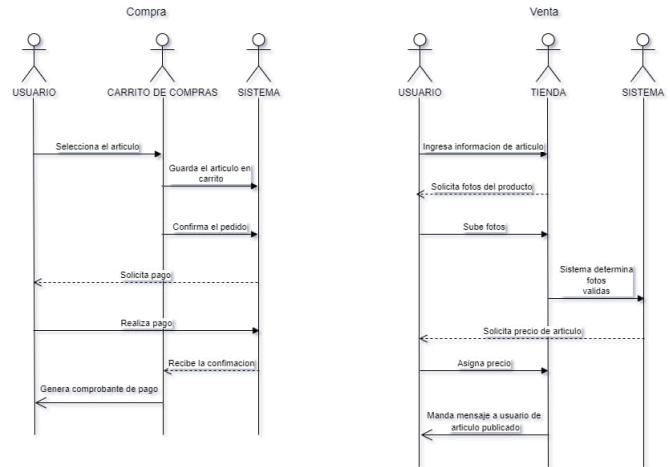 Compra
USUARIO
CARRITO DE COMPRAS
SISTEMA
Selecciona el articulo
Guarda el articulo en
carrito
Confirma el pedido
Solicita pago
Realiza pago
Recibe la confimacion
Genera comprobante de pago
Venta
USUARIO
TIENDA
SISTEMA
Ingresa informacion de articulo
Solicita fotos del producto
Sube fotos
Sistema determina
fotos
validas
Solicita precio de articulo
Asigna precio
Manda mensaje a usuario de
articulo publicado